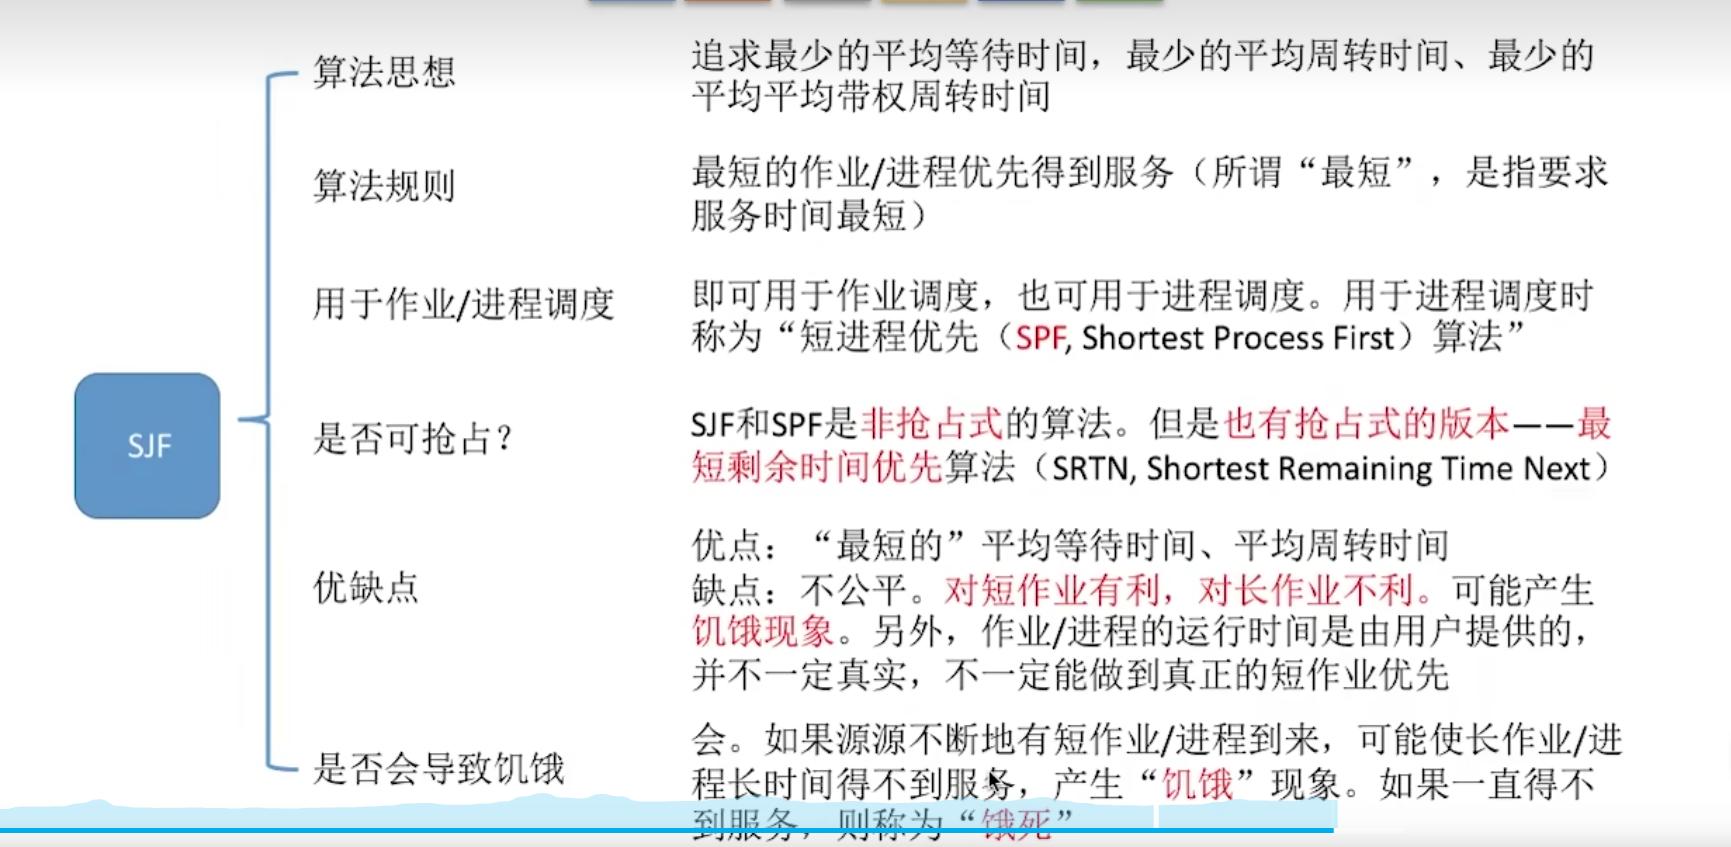 算法思想
追求最少的平均等待时间，最少的平均周转时间、最少的
平均平均带权周转时间
算法规则
最短的作业/进程优先得到服务（所谓“最短”，是指要求
服务时间最短）
用于作业/进程调度
即可用于作业调度，也可用于进程调度。用于进程调度时
称为“短进程优先（SPF, Shortest Process First）算法”
SJF
是否可抢占？
SJF和SPF是非抢占式的算法。但是也有抢占式的版本——最
短剩余时间优先算法（SRTN, Shortest Remaining Time Next）
优缺点
优点：“最短的”平均等待时间、平均周转时间
缺点：不公平。对短作业有利，对长作业不利。可能产生
饥饿现象。另外，作业/进程的运行时间是由用户提供的，
并不一定真实，不一定能做到真正的短作业优先
是否会导致饥饿
会。如果源源不断地有短作业/进程到来，可能使长作业/进
程长时间得不到服务，产生“饥饿”现象。如果一直得不
到服务，则称为“饿死”